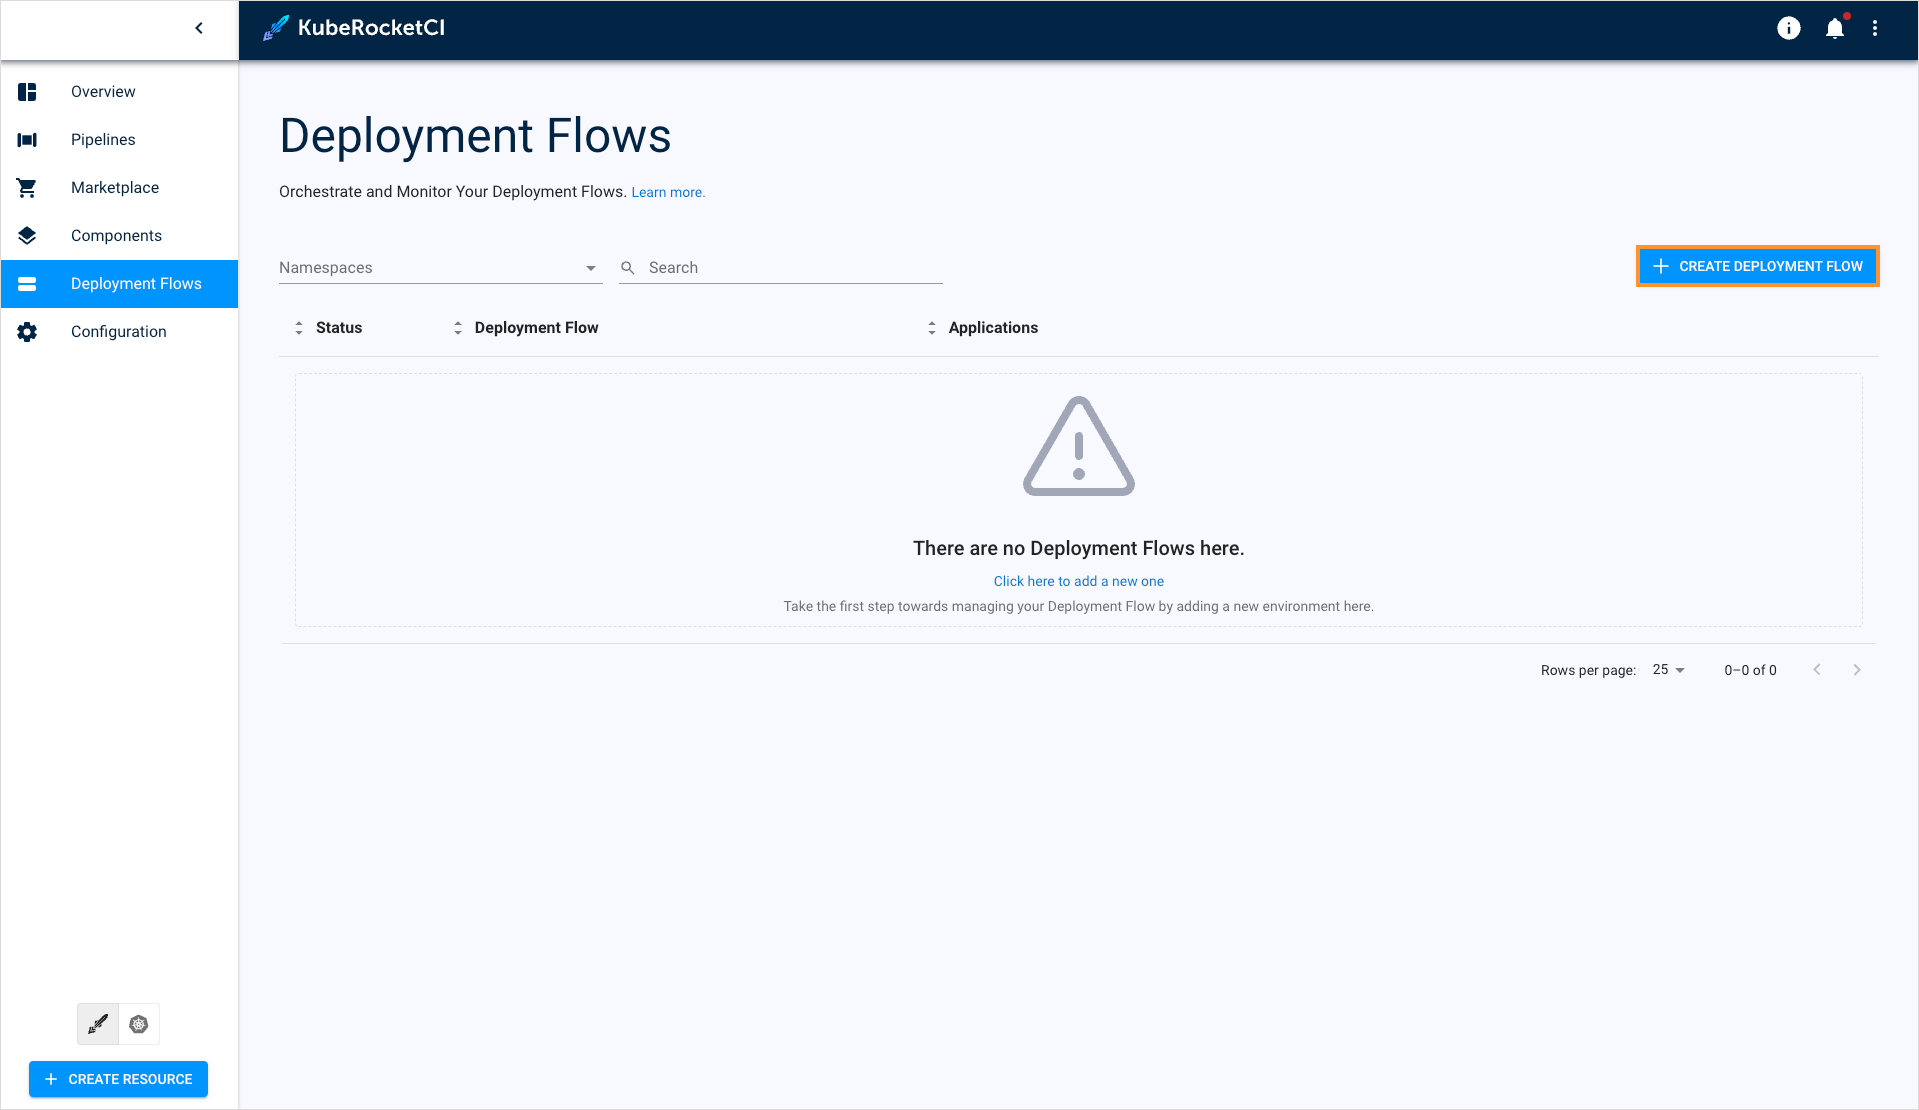 KubeRocketCI
Overview
Pipelines
Marketplace
Components
Deployment Flows
Configuration
CREATE RESOURCE
Deployment Flows
Orchestrate and Monitor Your Deployment Flows. Learn more.
Namespaces
Search
CREATE DEPLOYMENT FLOW
Status
Deployment Flow
Applications
There are no Deployment Flows here.
Click here to add a new one
Take the first step towards managing your Deployment Flow by adding a new environment here.
Rows per page: 25 0–0 of 0